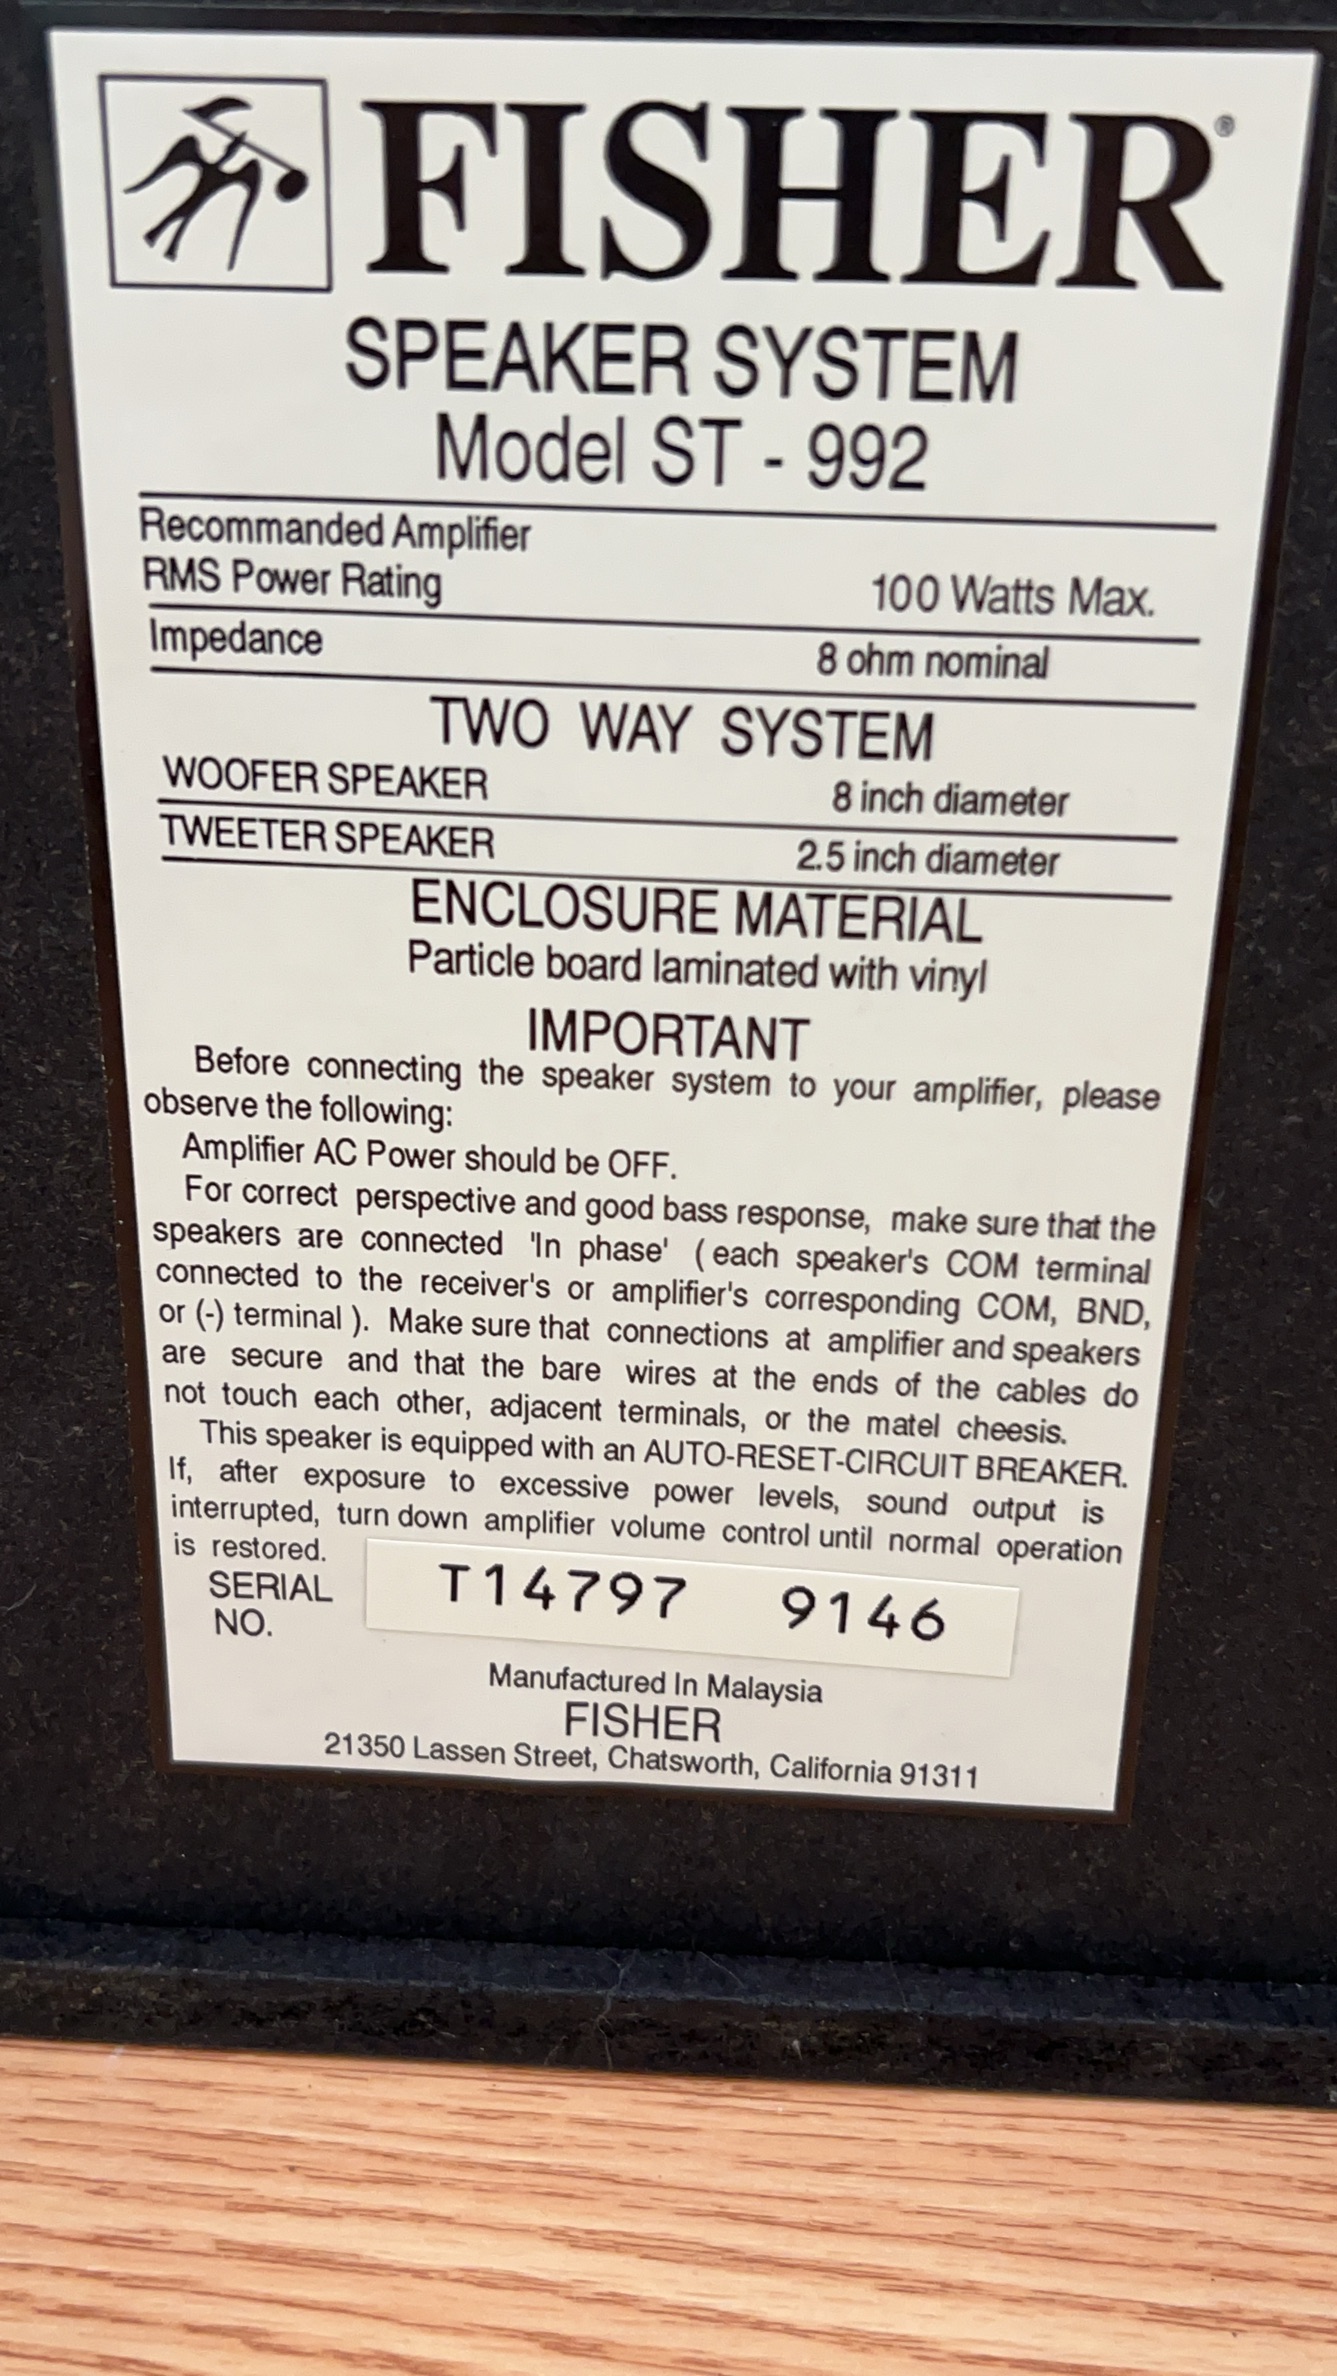 FISHER®
SPEAKER SYSTEM
Model ST - 992
Recommanded Amplifier
RMS Power Rating 100 Watts Max.
Impedance 8 ohm nominal
TWO WAY SYSTEM
WOOFER SPEAKER 8 inch diameter
TWEETER SPEAKER 2.5 inch diameter
ENCLOSURE MATERIAL
Particle board laminated with vinyl
IMPORTANT
Before connecting the speaker system to your amplifier, please
observe the following:
Amplifier AC Power should be OFF.
For correct perspective and good bass response, make sure that the
speakers are connected 'In phase' ( each speaker's COM terminal
connected to the receiver's or amplifier's corresponding COM, BND,
or (-) terminal ). Make sure that connections at amplifier and speakers
are secure and that the bare wires at the ends of the cables do
not touch each other, adjacent terminals, or the matel cheesis.
This speaker is equipped with an AUTO-RESET-CIRCUIT BREAKER.
If, after exposure to excessive power levels, sound output is
interrupted, turn down amplifier volume control until normal operation
is restored.
SERIAL
NO. T14797 9146
Manufactured In Malaysia
FISHER
21350 Lassen Street, Chatsworth, California 91311